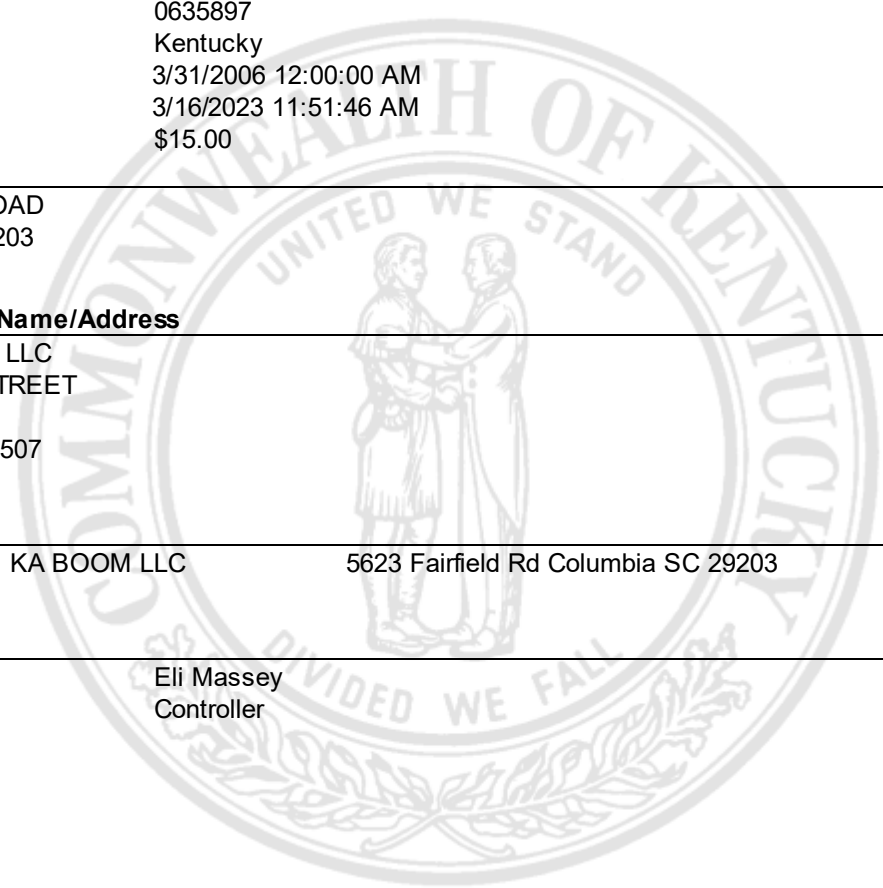 0635897
Kentucky
3/31/2006 12:00:00 AM
3/16/2023 11:51:46 AM
$15.00
OAD
203
Name/Address
LLC
TREET
507
KA BOOM LLC 5623 Fairfield Rd Columbia SC 29203
Eli Massey
Controller
COMMONWEALTH OF KENTUCKY
UNITED WE STAND
DIVIDED WE FALL